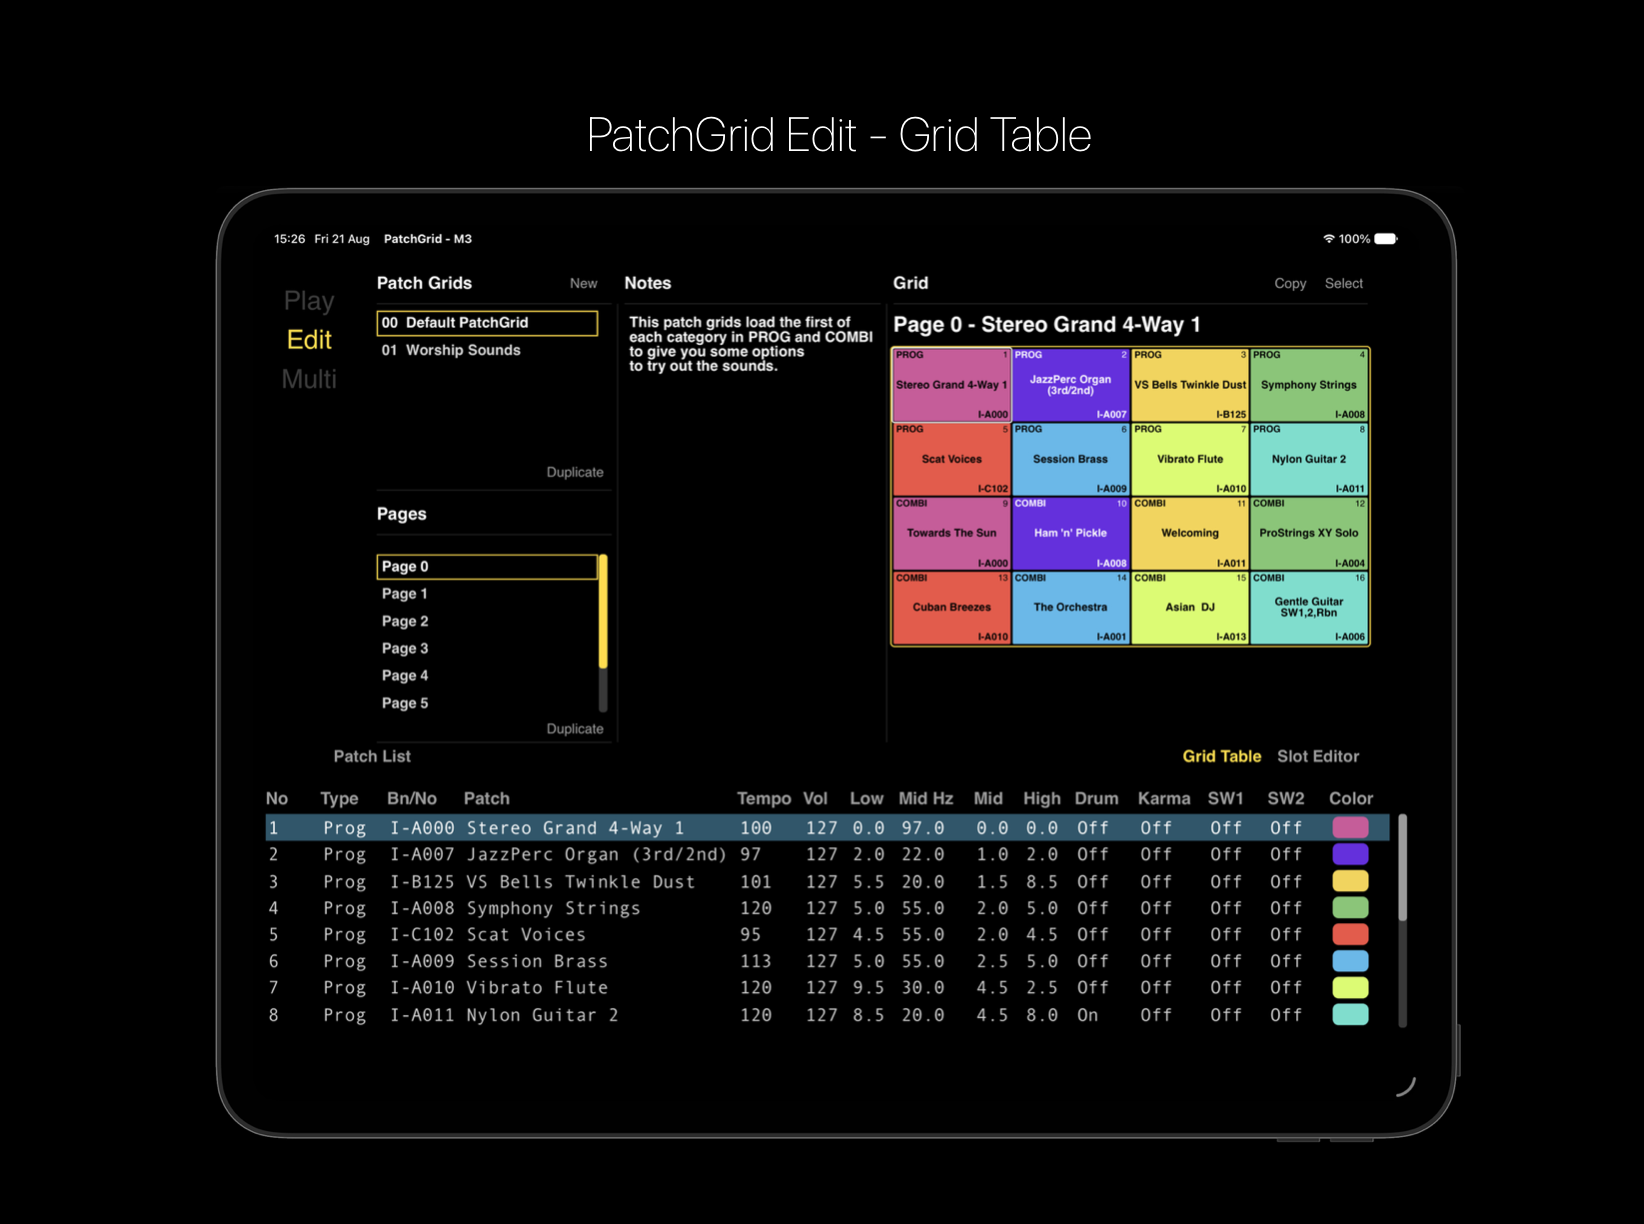 PatchGrid Edit - Grid Table
15:26 Fri 21 Aug PatchGrid - M3
100%
Play
Edit
Multi
Patch Grids New
00 Default PatchGrid
01 Worship Sounds
Duplicate
Pages
Page 0
Page 1
Page 2
Page 3
Page 4
Page 5
Duplicate
Notes
This patch grids load the first of
each category in PROG and COMBI
to give you some options
to try out the sounds.
Grid Copy Select
Page 0 - Stereo Grand 4-Way 1
PROG 1
Stereo Grand 4-Way 1
I-A000
PROG 2
JazzPerc Organ
(3rd/2nd)
I-A007
PROG 3
VS Bells Twinkle Dust
I-B125
PROG 4
Symphony Strings
I-A008
PROG 5
Scat Voices
I-C102
PROG 6
Session Brass
I-A009
PROG 7
Vibrato Flute
I-A010
PROG 8
Nylon Guitar 2
I-A011
COMBI 9
Towards The Sun
I-A000
COMBI 10
Ham 'n' Pickle
I-A008
COMBI 11
Welcoming
I-A011
COMBI 12
ProStrings XY Solo
I-A004
COMBI 13
Cuban Breezes
I-A010
COMBI 14
The Orchestra
I-A001
COMBI 15
Asian DJ
I-A013
COMBI 16
Gentle Guitar
SW1,2,Rbn
I-A006
Patch List Grid Table Slot Editor
No Type Bn/No Patch Tempo Vol Low Mid Hz Mid High Drum Karma SW1 SW2 Color
1 Prog I-A000 Stereo Grand 4-Way 1 100 127 0.0 97.0 0.0 0.0 Off Off Off Off
2 Prog I-A007 JazzPerc Organ (3rd/2nd) 97 127 2.0 22.0 1.0 2.0 Off Off Off Off
3 Prog I-B125 VS Bells Twinkle Dust 101 127 5.5 20.0 1.5 8.5 Off Off Off Off
4 Prog I-A008 Symphony Strings 120 127 5.0 55.0 2.0 5.0 Off Off Off Off
5 Prog I-C102 Scat Voices 95 127 4.5 55.0 2.0 4.5 Off Off Off Off
6 Prog I-A009 Session Brass 113 127 5.0 55.0 2.5 5.0 Off Off Off Off
7 Prog I-A010 Vibrato Flute 120 127 9.5 30.0 4.5 2.5 Off Off Off Off
8 Prog I-A011 Nylon Guitar 2 120 127 8.5 20.0 4.5 8.0 On Off Off Off